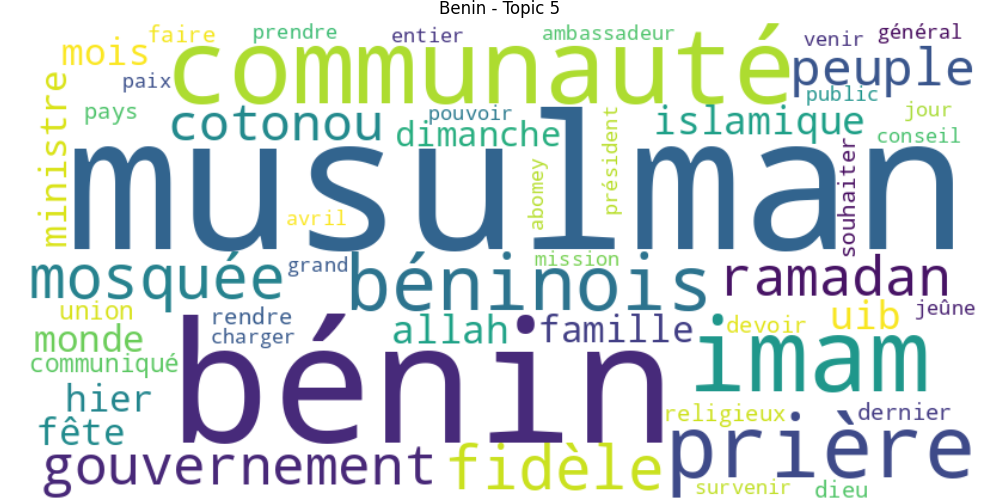 Benin - Topic 5
faire
prendre
entier
ambassadeur
venir
général
mois
communauté
peuple
paix
public
ministre
pays
cotonou
pouvoir
dimanche
président
islamique
jour
conseil
musulman
souhaiter
abomey
avril
mosquée
grand
béninois
mission
ramadan
union
rendre
jeûne
monde
charger
bénin
allah
famille
devoir
uib
communiqué
imam
hier
religieux
dernier
fête
prière
gouvernement
fidèle
survenir
dieu